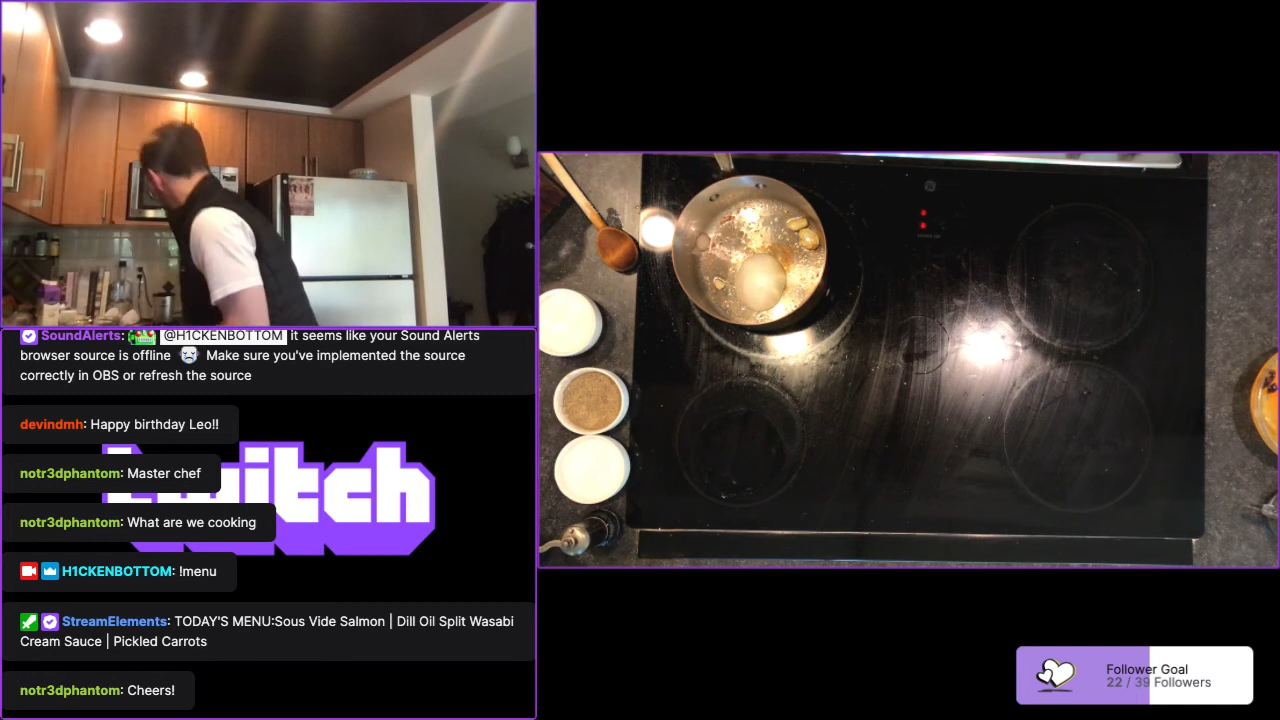 SoundAlerts: @H1CKENBOTTOM it seems like your Sound Alerts
browser source is offline Make sure you've implemented the source
correctly in OBS or refresh the source
devindmh: Happy birthday Leo!!
notr3dphantom: Master chef
notr3dphantom: What are we cooking
H1CKENBOTTOM: !menu
StreamElements: TODAY'S MENU:Sous Vide Salmon | Dill Oil Split Wasabi
Cream Sauce | Pickled Carrots
notr3dphantom: Cheers!
twitch
Follower Goal
22 / 39 Followers